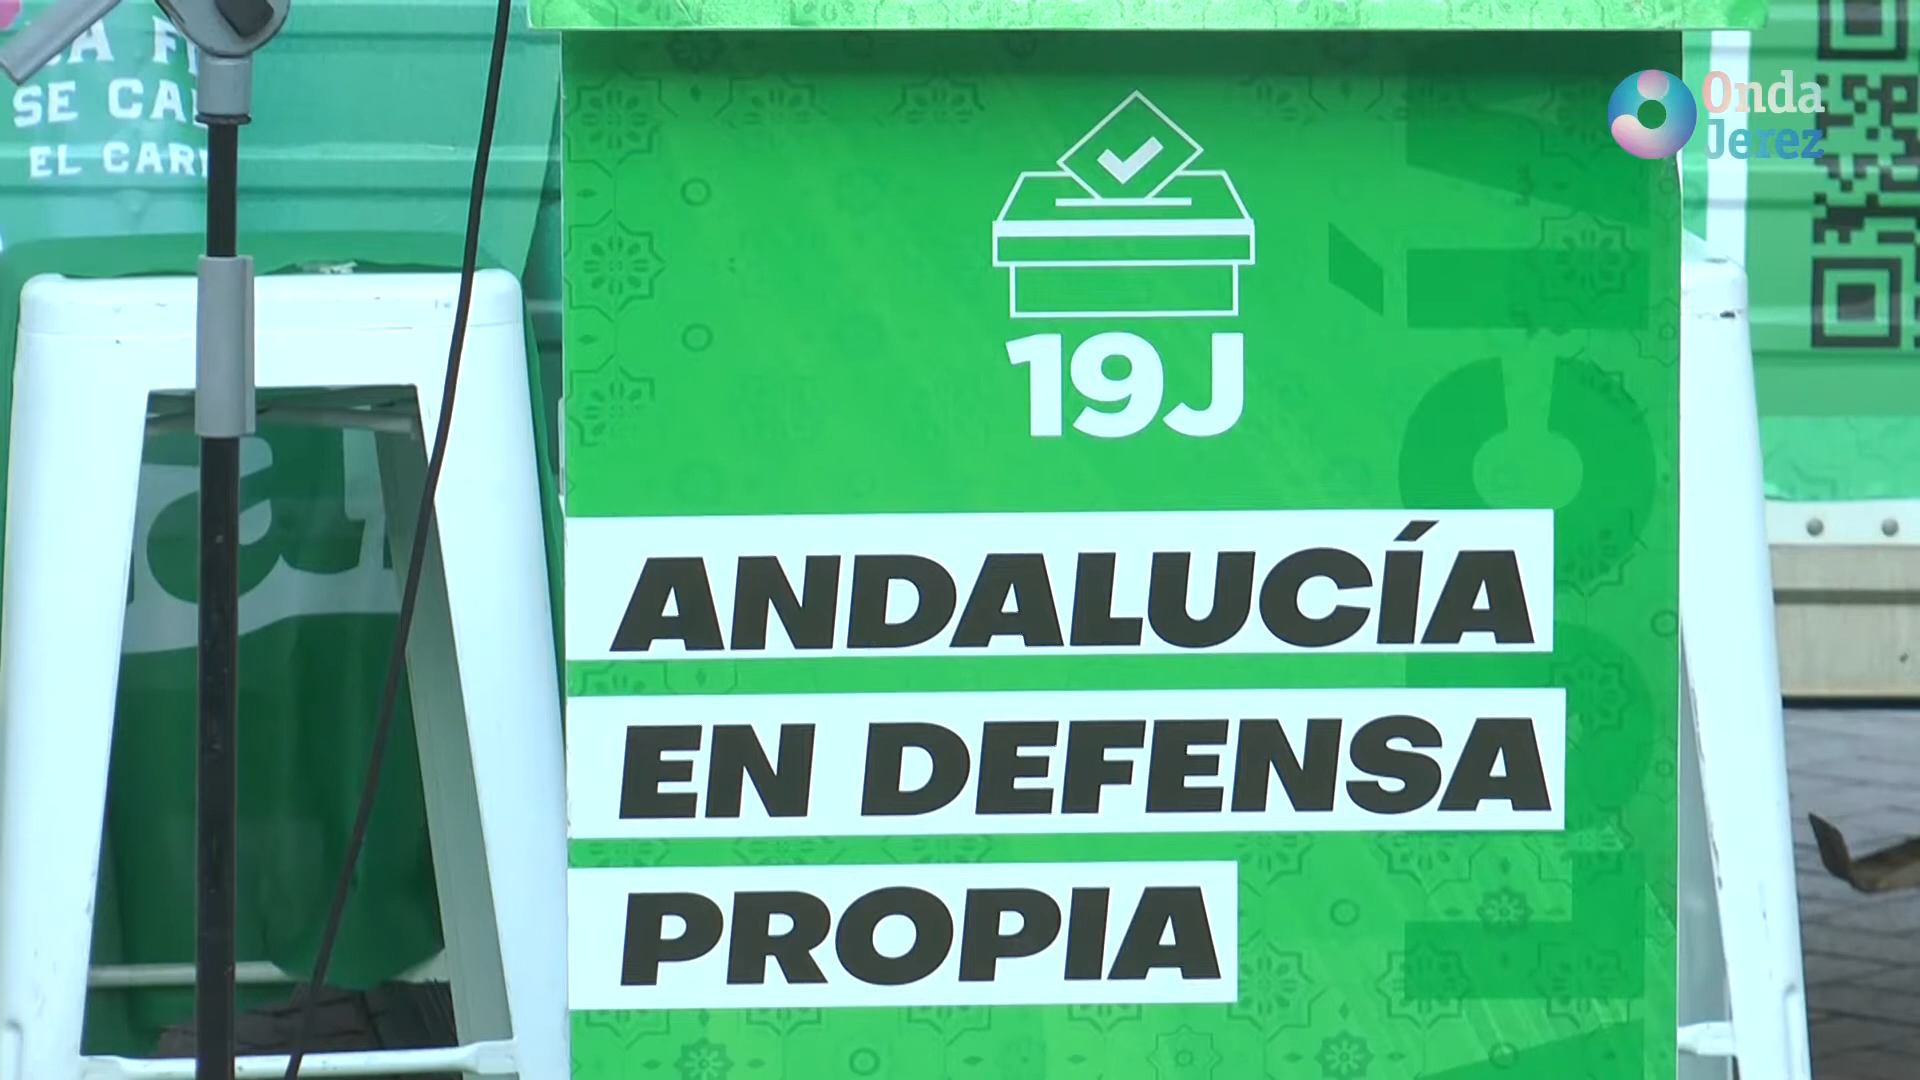 SE CA
EL CAR
Onda
Jerez
19J
ANDALUCÍA
EN DEFENSA
PROPIA